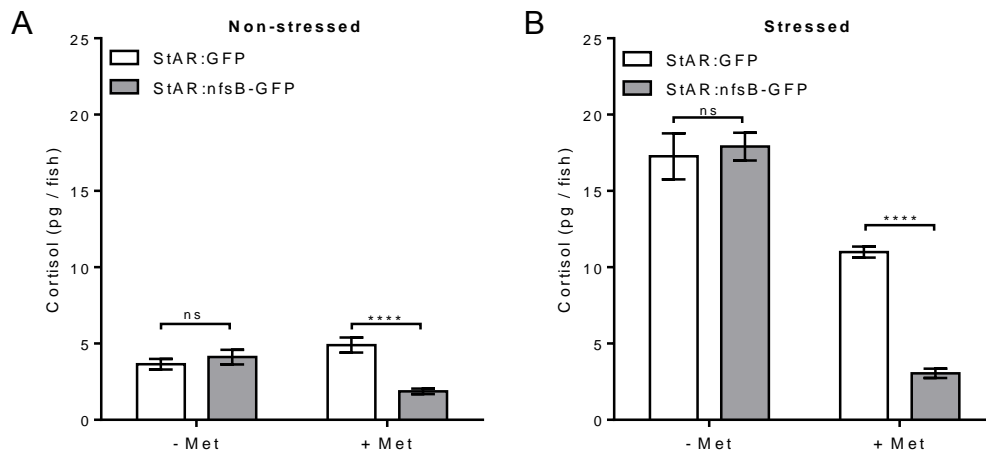 A
Non-stressed
StAR:GFP
StAR:nfsB-GFP
25
20
15
10
5
0
Cortisol (pg / fish)
ns
****
- Met
+ Met
B
Stressed
StAR:GFP
StAR:nfsB-GFP
25
20
15
10
5
0
Cortisol (pg / fish)
ns
****
- Met
+ Met